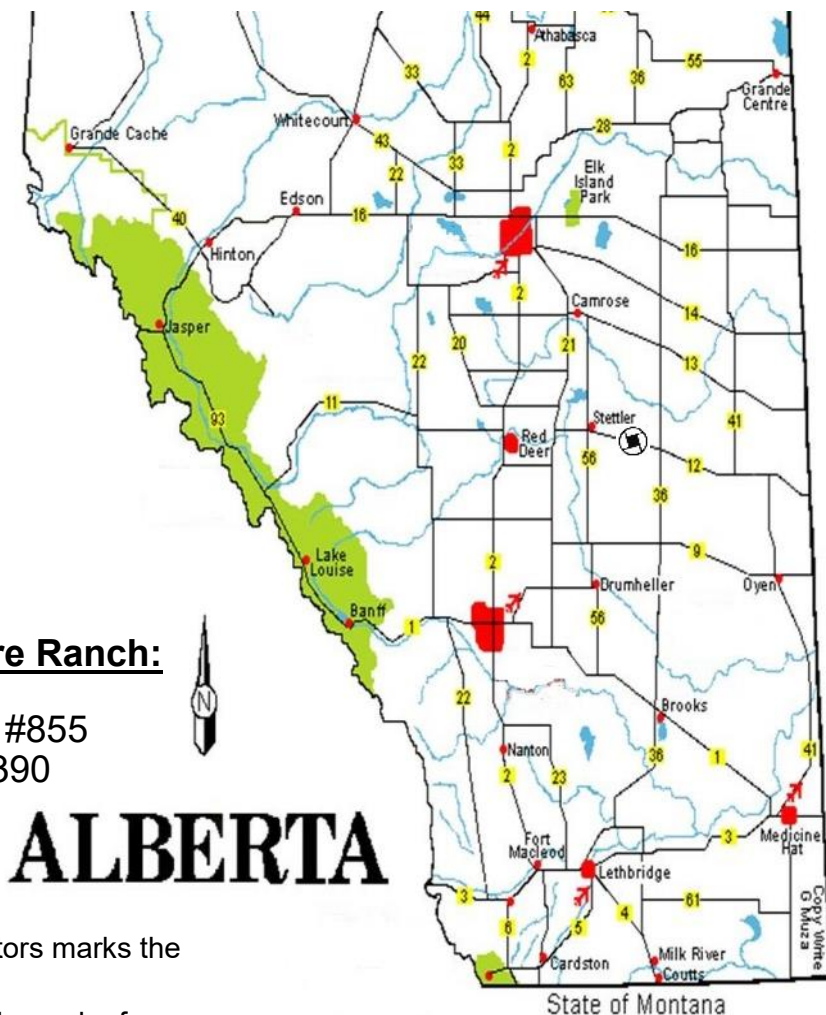 44
Athabasca
2
33
63
36
55
Grande
Centre
Whitecourt
28
Grande Cache
43
33
2
22
Elk
Island
Park
Edson
16
40
Hinton
16
2
Camrose
14
Jasper
20
21
22
13
11
93
Stettler
41
Red
Deer
56
12
36
2
9
Lake
Louise
Drumheller
Oyen
Banff
1
56
re Ranch:
N
22
Brooks
#855
390
Nanton
36
1
41
2
23
ALBERTA
Fort
Macleod
3
Medicine
Hat
Lethbridge
3
61
6
5
4
Copy White
G Muza
tors marks the
Cardston
Milk River
Coutts
State of Montana